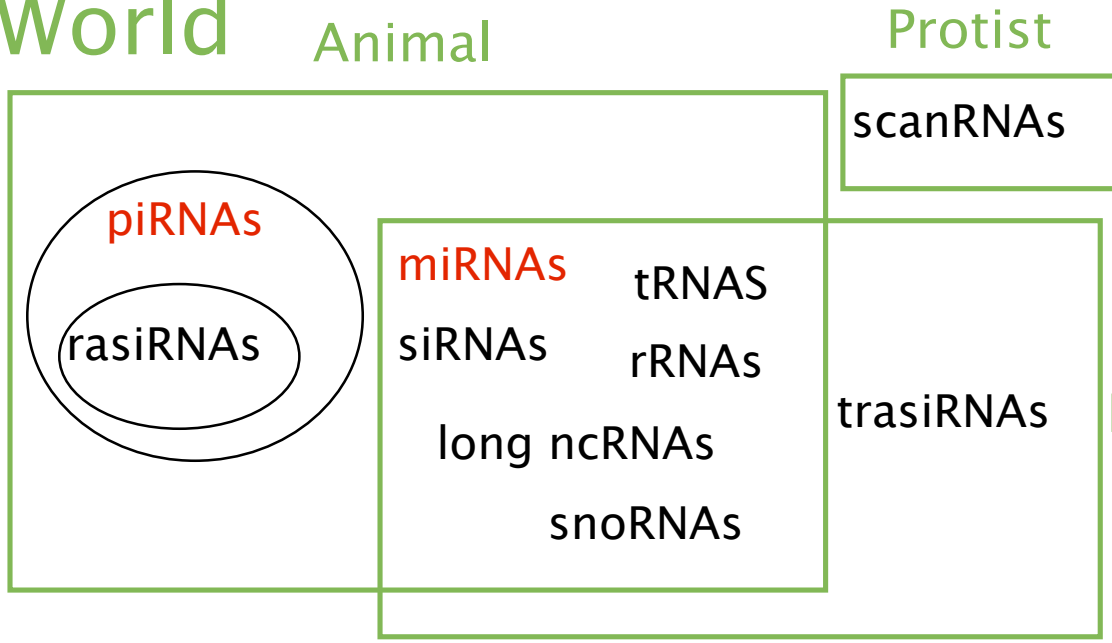 World
Animal
Protist
scanRNAs
piRNAs
miRNAs
tRNAS
rasiRNAs
siRNAs
rRNAs
trasiRNAs
long ncRNAs
snoRNAs